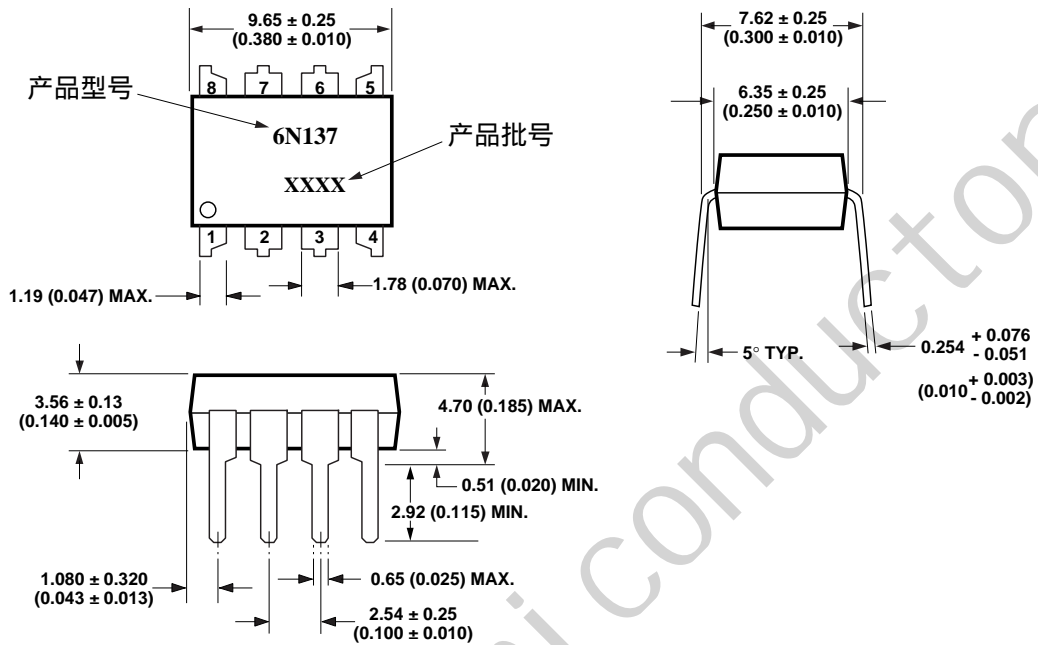 9.65 ± 0.25
(0.380 ± 0.010)
8 7 6 5
产品型号
6N137
产品批号
XXXX
1 2 3 4
1.19 (0.047) MAX.
1.78 (0.070) MAX.
7.62 ± 0.25
(0.300 ± 0.010)
6.35 ± 0.25
(0.250 ± 0.010)
5° TYP.
0.254 + 0.076
- 0.051
(0.010 + 0.003)
- 0.002)
3.56 ± 0.13
(0.140 ± 0.005)
4.70 (0.185) MAX.
0.51 (0.020) MIN.
2.92 (0.115) MIN.
1.080 ± 0.320
(0.043 ± 0.013)
0.65 (0.025) MAX.
2.54 ± 0.25
(0.100 ± 0.010)
mi conductor